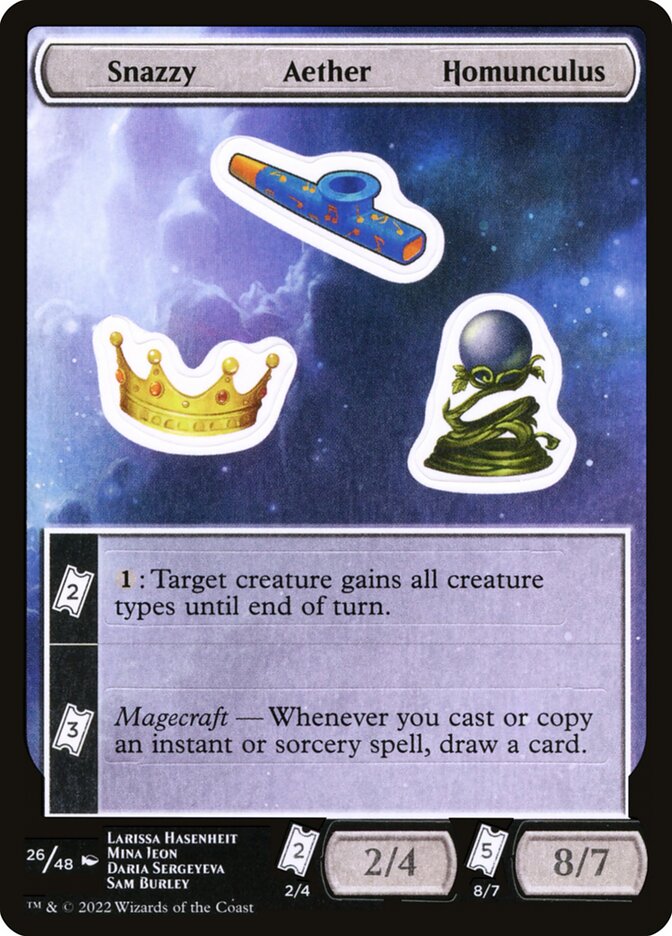 Snazzy Aether Homunculus
2
1: Target creature gains all creature
types until end of turn.
3
Magecraft — Whenever you cast or copy
an instant or sorcery spell, draw a card.
26/48
Larissa Hasenheit
Mina Jeon
Daria Sergeyeva
Sam Burley
™ & © 2022 Wizards of the Coast
2
2/4
2/4
5
8/7
8/7